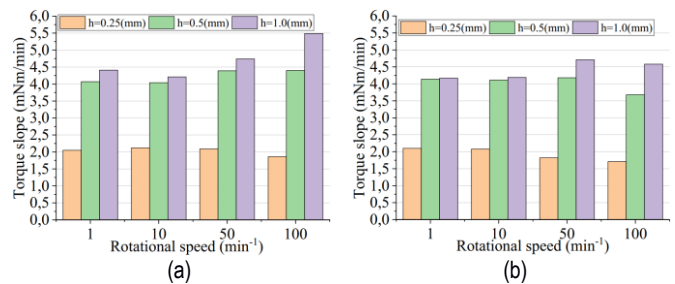 h=0.25(mm) h=0.5(mm) h=1.0(mm)
Torque slope (mNm/min)
6,0
5,5
5,0
4,5
4,0
3,5
3,0
2,5
2,0
1,5
1,0
0,5
0,0
1 10 50 100
Rotational speed (min⁻¹)
(a)
h=0.25(mm) h=0.5(mm) h=1.0(mm)
Torque slope (mNm/min)
6,0
5,5
5,0
4,5
4,0
3,5
3,0
2,5
2,0
1,5
1,0
0,5
0,0
1 10 50 100
Rotational speed (min⁻¹)
(b)